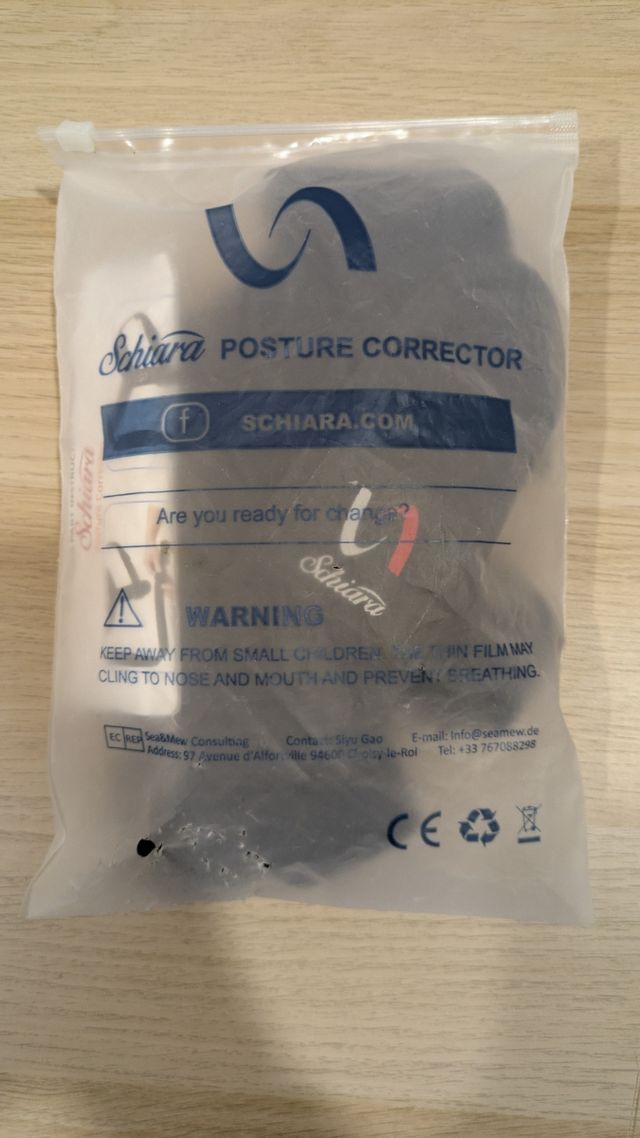 Schiara POSTURE CORRECTOR
f SCHIARA.COM
Are you ready for change?
Schiara
Schiara
WARNING
KEEP AWAY FROM SMALL CHILDREN. THE THIN FILM MAY
CLING TO NOSE AND MOUTH AND PREVENT BREATHING.
EC REP Sea&Mew Consulting Contact: Siyu Gao E-mail: Info@seamew.de
Address: 97 Avenue d'Alfortville 94600 Choisy-le-Roi Tel: +33 767088298
CE